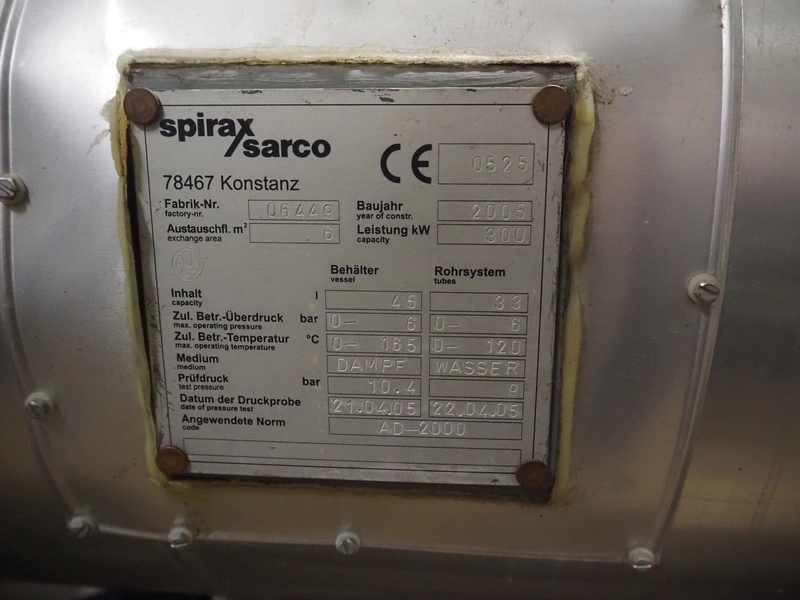 spirax
sarco
CE 0525
78467 Konstanz
Fabrik-Nr. 06449 Baujahr 2005
factory-nr. year of constr.
Austauschfl. m² 6 Leistung kW 300
exchange area capacity
Behälter Rohrsystem
vessel tubes
Inhalt l 45 33
capacity
Zul. Betr.-Überdruck bar 0- 6 0- 6
max. operating pressure
Zul. Betr.-Temperatur °C 0- 165 0- 120
max. operating temperature
Medium DAMPF WASSER
medium
Prüfdruck bar 10.4 9
test pressure
Datum der Druckprobe 21.04.05 22.04.05
date of pressure test
Angewendete Norm AD-2000
code